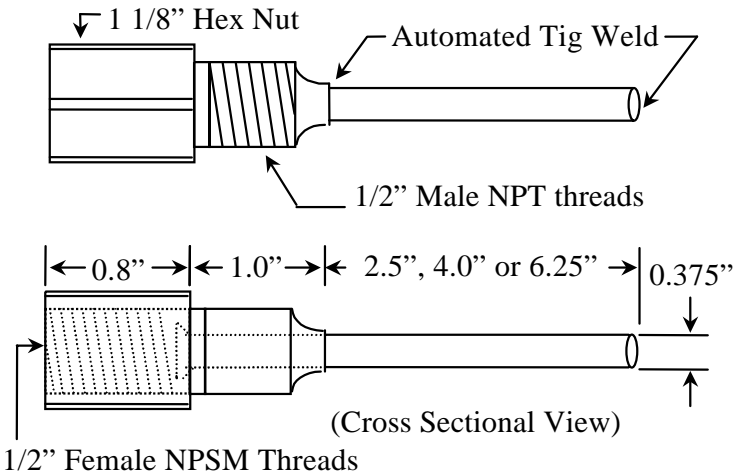 1 1/8” Hex Nut
Automated Tig Weld
1/2” Male NPT threads
0.8”
1.0”
2.5”, 4.0” or 6.25”
0.375”
(Cross Sectional View)
1/2” Female NPSM Threads